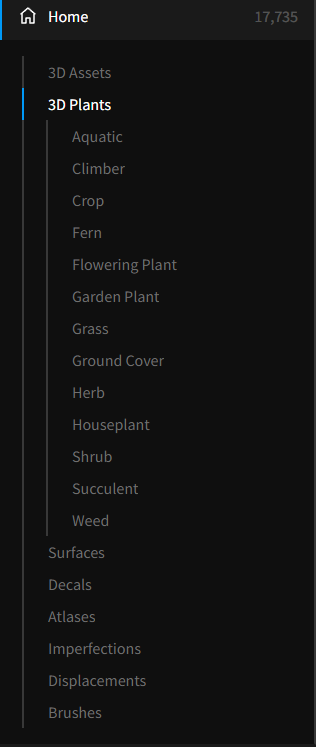 Home 17,735
3D Assets
3D Plants
Aquatic
Climber
Crop
Fern
Flowering Plant
Garden Plant
Grass
Ground Cover
Herb
Houseplant
Shrub
Succulent
Weed
Surfaces
Decals
Atlases
Imperfections
Displacements
Brushes